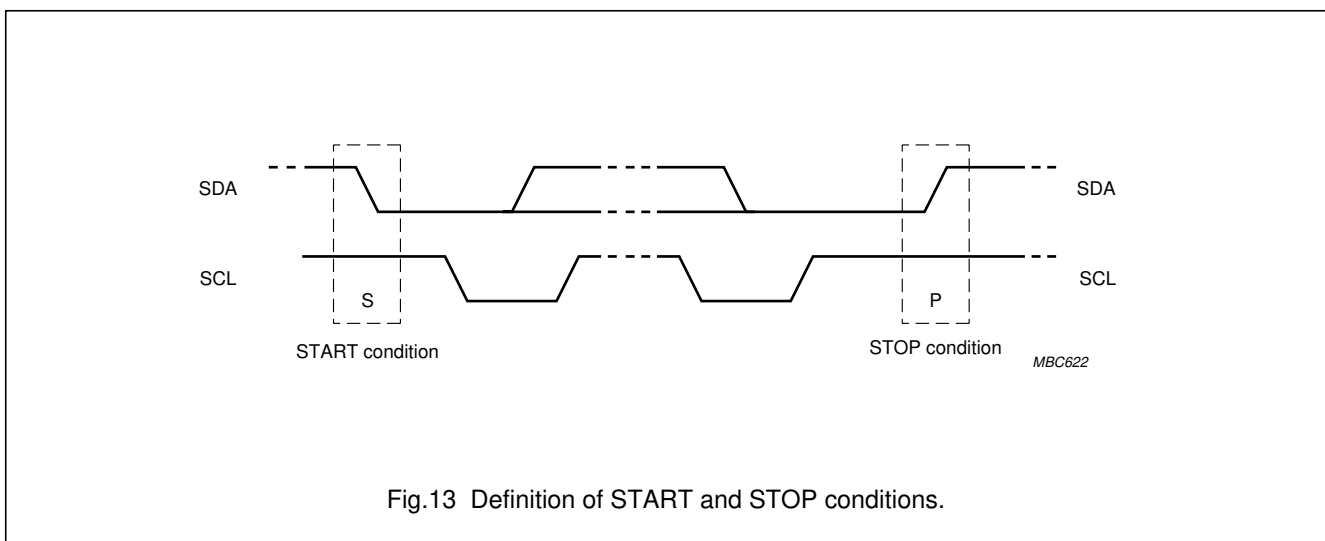 SDA
SDA
SCL
SCL
S
P
START condition
STOP condition
MBC622
Fig.13 Definition of START and STOP conditions.